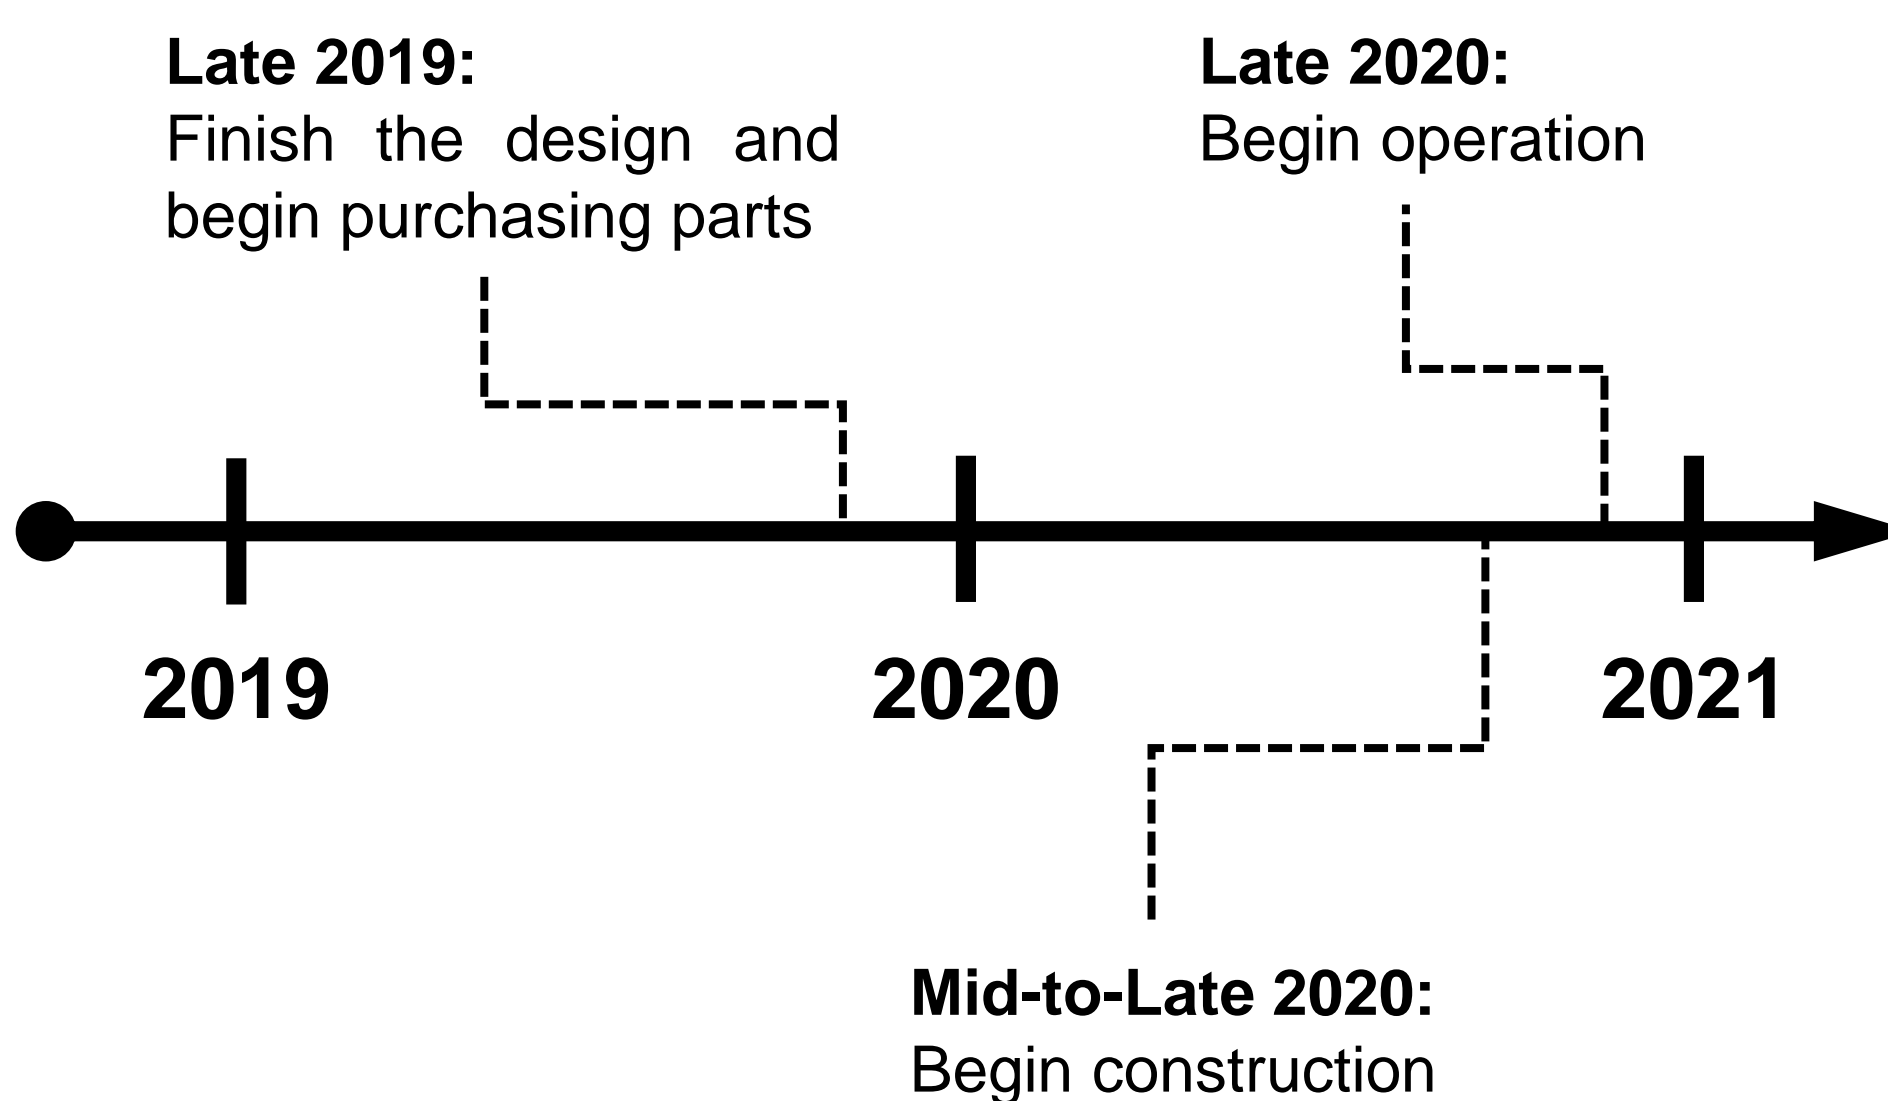 Late 2019:
Finish the design and
begin purchasing parts
Late 2020:
Begin operation
2019
2020
2021
Mid-to-Late 2020:
Begin construction